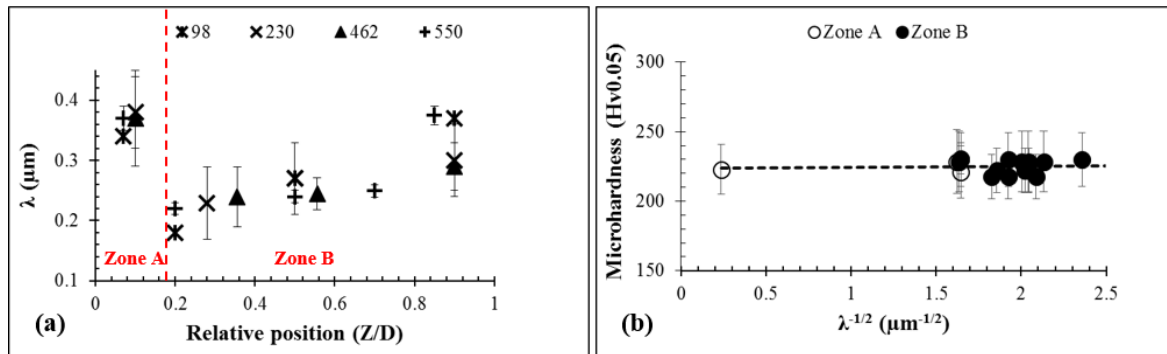 98 230 462 550
0.4
0.3
0.2
0.1
λ (µm)
Zone A
Zone B
0 0.2 0.4 0.6 0.8 1
Relative position (Z/D)
(a)
Zone A Zone B
300
250
200
150
Microhardness (Hv0.05)
0 0.5 1 1.5 2 2.5
λ-1/2 (µm-1/2)
(b)